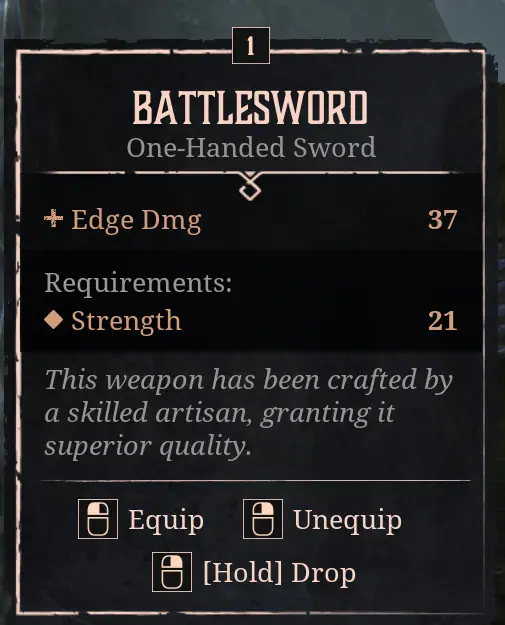 1
BATTLESWORD
One-Handed Sword
Edge Dmg 37
Requirements:
Strength 21
This weapon has been crafted by
a skilled artisan, granting it
superior quality.
Equip Unequip
[Hold] Drop